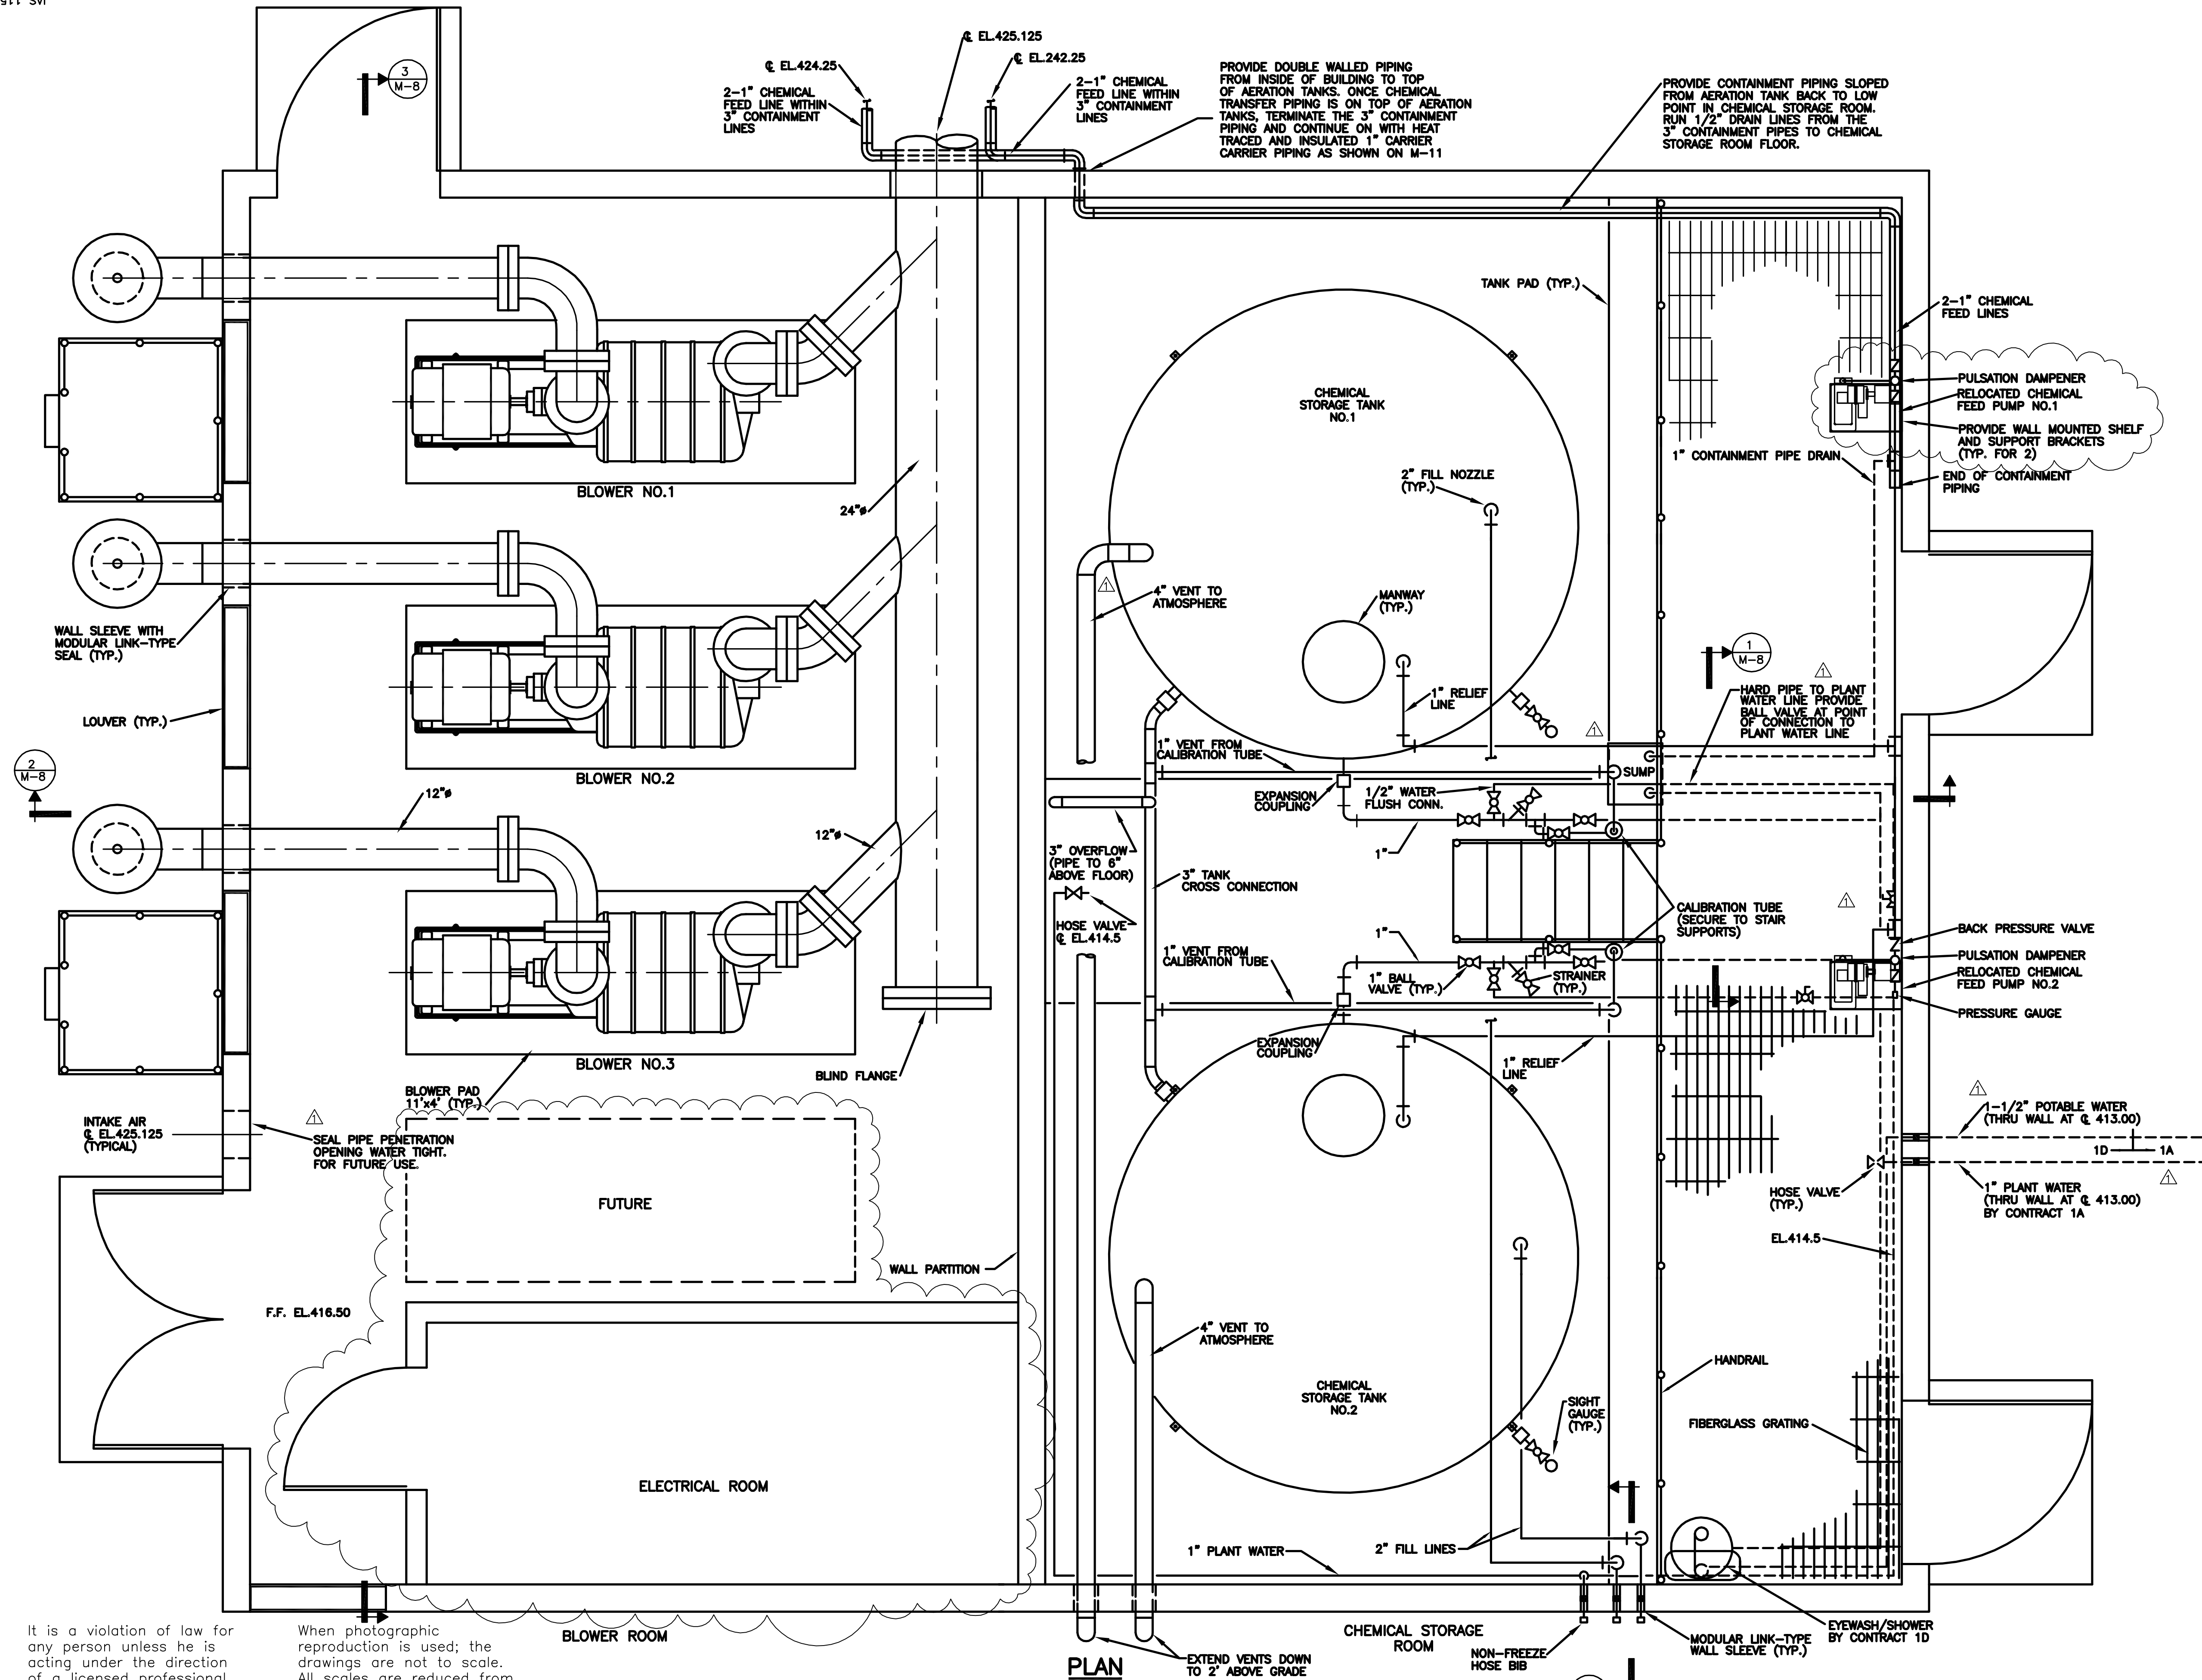 3
M-8
℄ EL.425.125
℄ EL.424.25
℄ EL.242.25
2-1" CHEMICAL
FEED LINE WITHIN
3" CONTAINMENT
LINES
2-1" CHEMICAL
FEED LINE WITHIN
3" CONTAINMENT
LINES
PROVIDE DOUBLE WALLED PIPING
FROM INSIDE OF BUILDING TO TOP
OF AERATION TANKS. ONCE CHEMICAL
TRANSFER PIPING IS ON TOP OF AERATION
TANKS, TERMINATE THE 3" CONTAINMENT
PIPING AND CONTINUE ON WITH HEAT
TRACED AND INSULATED 1" CARRIER
CARRIER PIPING AS SHOWN ON M-11
PROVIDE CONTAINMENT PIPING SLOPED
FROM AERATION TANK BACK TO LOW
POINT IN CHEMICAL STORAGE ROOM.
RUN 1/2" DRAIN LINES FROM THE
3" CONTAINMENT PIPES TO CHEMICAL
STORAGE ROOM FLOOR.
TANK PAD (TYP.)
2-1" CHEMICAL
FEED LINES
PULSATION DAMPENER
RELOCATED CHEMICAL
FEED PUMP NO.1
PROVIDE WALL MOUNTED SHELF
AND SUPPORT BRACKETS
(TYP. FOR 2)
END OF CONTAINMENT
PIPING
1" CONTAINMENT PIPE DRAIN
CHEMICAL
STORAGE TANK
NO.1
2" FILL NOZZLE
(TYP.)
BLOWER NO.1
24"ø
1
4" VENT TO
ATMOSPHERE
MANWAY
(TYP.)
WALL SLEEVE WITH
MODULAR LINK-TYPE
SEAL (TYP.)
1
M-8
1
HARD PIPE TO PLANT
WATER LINE PROVIDE
BALL VALVE AT POINT
OF CONNECTION TO
PLANT WATER LINE
1" RELIEF
LINE
1
LOUVER (TYP.)
2
M-8
1" VENT FROM
CALIBRATION TUBE
SUMP
BLOWER NO.2
12"ø
EXPANSION
COUPLING
1/2" WATER
FLUSH CONN.
12"ø
3" OVERFLOW
(PIPE TO 6"
ABOVE FLOOR)
1"
3" TANK
CROSS CONNECTION
HOSE VALVE
℄ EL.414.5
1"
CALIBRATION TUBE
(SECURE TO STAIR
SUPPORTS)
1
BACK PRESSURE VALVE
PULSATION DAMPENER
RELOCATED CHEMICAL
FEED PUMP NO.2
PRESSURE GAUGE
1" VENT FROM
CALIBRATION TUBE
1" BALL
VALVE (TYP.)
STRAINER
(TYP.)
EXPANSION
COUPLING
1" RELIEF
LINE
BLOWER NO.3
BLIND FLANGE
BLOWER PAD
11'x4' (TYP.)
INTAKE AIR
℄ EL.425.125
(TYPICAL)
1
SEAL PIPE PENETRATION
OPENING WATER TIGHT.
FOR FUTURE USE.
1
1-1/2" POTABLE WATER
(THRU WALL AT ℄ 413.00)
1D
1A
1
1" PLANT WATER
(THRU WALL AT ℄ 413.00)
BY CONTRACT 1A
HOSE VALVE
(TYP.)
EL.414.5
FUTURE
WALL PARTITION
F.F. EL.416.50
4" VENT TO
ATMOSPHERE
CHEMICAL
STORAGE TANK
NO.2
SIGHT
GAUGE
(TYP.)
HANDRAIL
FIBERGLASS GRATING
ELECTRICAL ROOM
1" PLANT WATER
2" FILL LINES
BLOWER ROOM
CHEMICAL STORAGE
ROOM
NON-FREEZE
HOSE BIB
MODULAR LINK-TYPE
WALL SLEEVE (TYP.)
EYEWASH/SHOWER
BY CONTRACT 1D
EXTEND VENTS DOWN
TO 2' ABOVE GRADE
PLAN
It is a violation of law for
any person unless he is
acting under the direction
of a licensed professional
When photographic
reproduction is used; the
drawings are not to scale.
All scales are reduced from